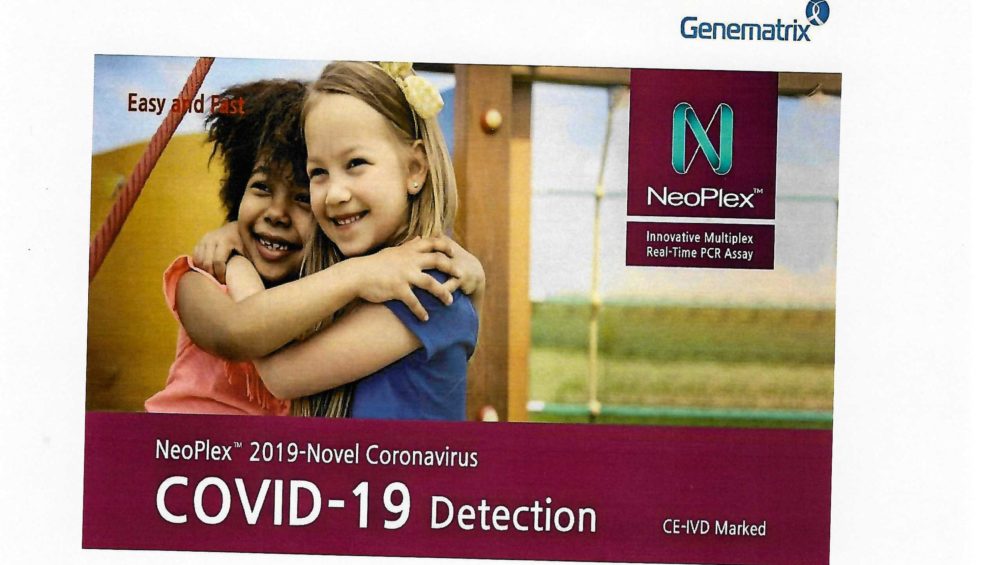 Genematrix
Easy and Fast
NeoPlex™
Innovative Multiplex
Real-Time PCR Assay
NeoPlex™ 2019-Novel Coronavirus
COVID-19 Detection
CE-IVD Marked